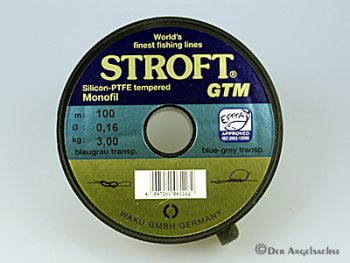 World's
finest fishing lines
STROFT®
GTM
Silicon-PTFE tempered
Monofil
m: 100
Ø: 0,16
kg: 3,00
blaugrau transp.
EFTTA
APPROVED
blue-grey transp.
WAKU GMBH GERMANY
©Der Angelsachse